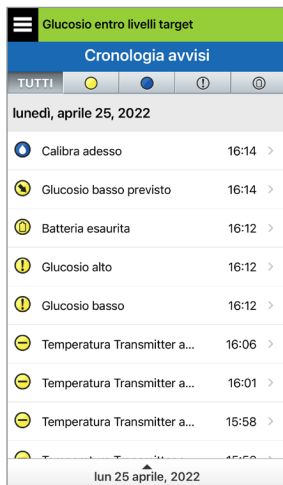 Glucosio entro livelli target
Cronologia avvisi
TUTTI
lunedì, aprile 25, 2022
Calibra adesso 16:14
Glucosio basso previsto 16:14
Batteria esaurita 16:12
Glucosio alto 16:12
Glucosio basso 16:12
Temperatura Transmitter a... 16:06
Temperatura Transmitter a... 16:01
Temperatura Transmitter a... 15:58
lun 25 aprile, 2022